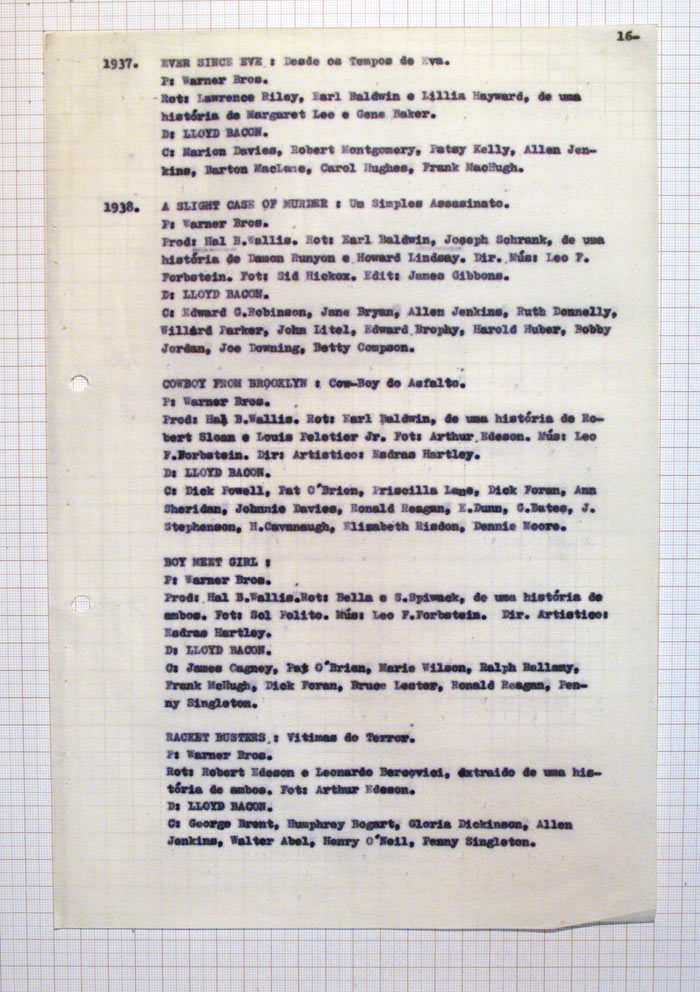 16-
1937. EVER SINCE EVE : Desde os Tempos de Eva.
P: Warner Bros.
Rot: Lawrence Riley, Earl Baldwin e Lillia Hayward, de uma
história de Margaret Lee e Gene Baker.
D: LLOYD BACON.
C: Marion Davies, Robert Montgomery, Patsy Kelly, Allen Jen-
kins, Barton MacLane, Carol Hughes, Frank MacHugh.
1938. A SLIGHT CASE OF MURDER : Um Simples Assasinato.
P: Warner Bros.
Prod: Hal B.Wallis. Rot: Earl Baldwin, Joseph Schrank, de uma
história de Damon Runyon e Howard Lindsay. Dir. Mús: Leo F.
Forbstein. Fot: Sid Hickox. Edit: James Gibbons.
D: LLOYD BACON.
C: Edward G.Robinson, Jane Bryan, Allen Jenkins, Ruth Donnelly,
Willard Parker, John Litel, Edward Brophy, Harold Huber, Bobby
Jordan, Joe Downing, Betty Compson.
COWBOY FROM BROOKLYN : Cow-Boy do Asfalto.
P: Warner Bros.
Prod: Hal B.Wallis. Rot: Earl Baldwin, de uma história de Ro-
bert Sloan e Louis Peletier Jr. Fot: Arthur Edeson. Mús: Leo
F.Forbstein. Dir: Artistico: Esdras Hartley.
D: LLOYD BACON.
C: Dick Powell, Pat O'Brien, Priscilla Lane, Dick Foran, Ann
Sheridan, Johnnie Davies, Ronald Reagan, E.Dunn, G.Bates, J.
Stephenson, H.Cavanaugh, Elizabeth Risdon, Dennie Moore.
BOY MEET GIRL :
P: Warner Bros.
Prod: Hal B.Wallis.Rot: Bella e S.Spiwack, de uma história de
ambos. Fot: Sol Polito. Mús: Leo F.Forbstein. Dir. Artistico:
Esdras Hartley.
D: LLOYD BACON.
C: James Cagney, Pat O'Brien, Marie Wilson, Ralph Bellamy,
Frank McHugh, Dick Foran, Bruce Lester, Ronald Reagan, Pen-
ny Singleton.
RACKET BUSTERS : Vitimas do Terror.
P: Warner Bros.
Rot: Robert Edeson e Leonardo Bercovici, extraido de uma his-
tória de ambos. Fot: Arthur Edeson.
D: LLOYD BACON.
C: George Brent, Humphrey Bogart, Gloria Dickinson, Allen
Jenkins, Walter Abel, Henry O'Neil, Penny Singleton.